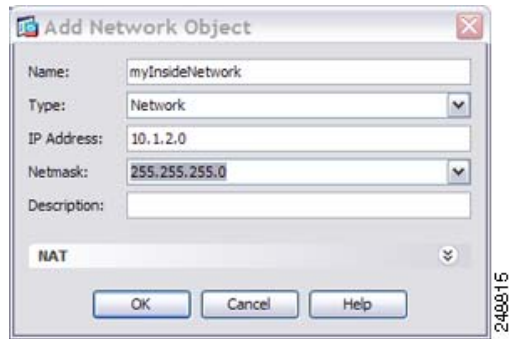 Add Network Object
Name: myInsideNetwork
Type: Network
IP Address: 10.1.2.0
Netmask: 255.255.255.0
Description:
NAT
OK Cancel Help
248815